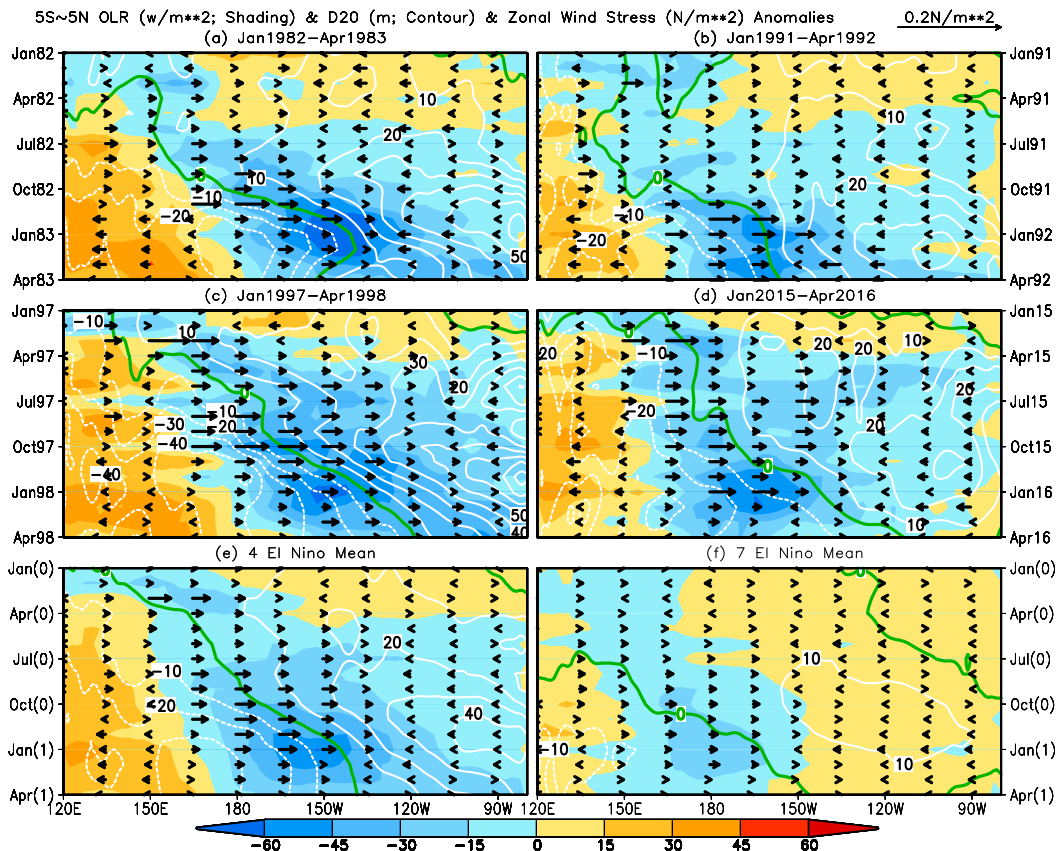 5S~5N OLR (w/m**2; Shading) & D20 (m; Contour) & Zonal Wind Stress (N/m**2) Anomalies
0.2N/m**2
(a) Jan1982-Apr1983
(b) Jan1991-Apr1992
Jan82
Apr82
Jul82
Oct82
Jan83
Apr83
10
20
0
10
-10
-20
50
Jan91
Apr91
Jul91
Oct91
Jan92
Apr92
10
0
0
20
-10
-20
(c) Jan1997-Apr1998
(d) Jan2015-Apr2016
Jan97
Apr97
Jul97
Oct97
Jan98
Apr98
-10
10
20
0
-10
-20
-30
-40
-40
50
40
Jan15
Apr15
Jul15
Oct15
Jan16
Apr16
0
20
-10
20
20
10
20
-20
20
0
10
(e) 4 El Nino Mean
(f) 7 El Nino Mean
Jan(0)
Apr(0)
Jul(0)
Oct(0)
Jan(1)
Apr(1)
0
20
-10
-20
40
Jan(0)
Apr(0)
Jul(0)
Oct(0)
Jan(1)
Apr(1)
0
10
0
0
-10
10
120E 150E 180 150W 120W 90W
120E 150E 180 150W 120W 90W
-60 -45 -30 -15 0 15 30 45 60